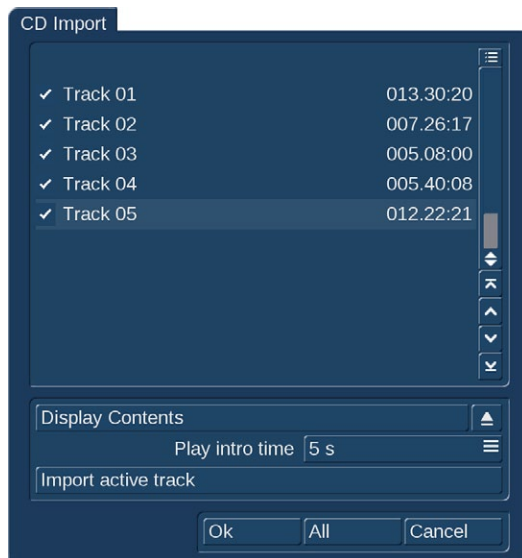 CD Import
Track 01 013.30:20
Track 02 007.26:17
Track 03 005.08:00
Track 04 005.40:08
Track 05 012.22:21
Display Contents
Play intro time 5 s
Import active track
Ok All Cancel